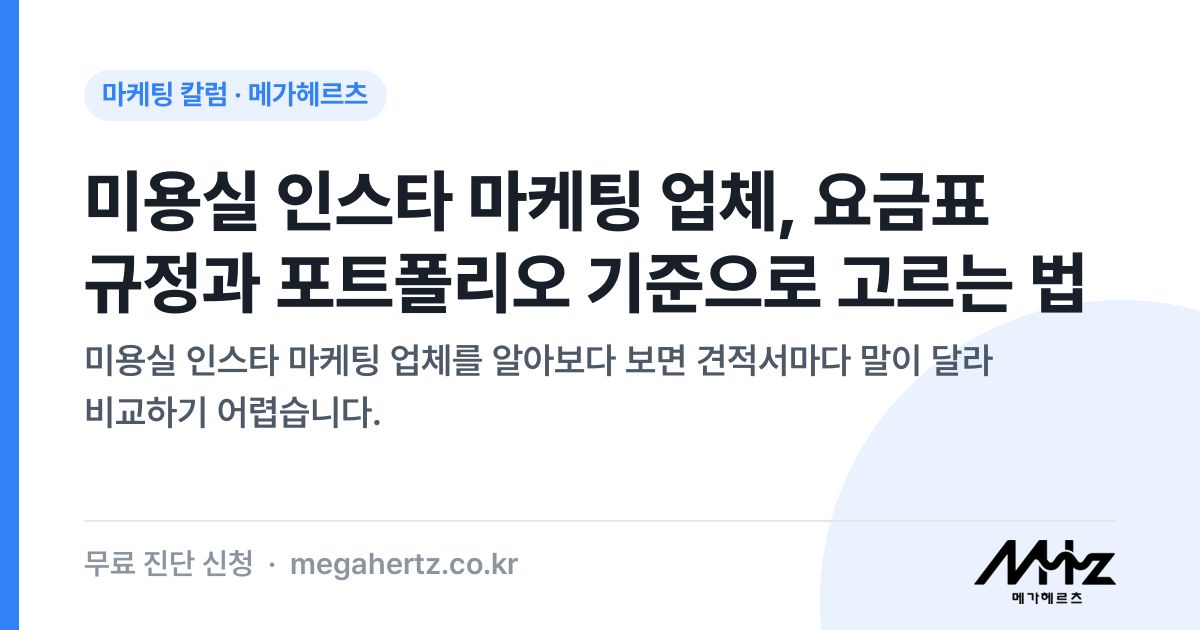 마케팅 칼럼 · 메가헤르츠
미용실 인스타 마케팅 업체, 요금표
규정과 포트폴리오 기준으로 고르는 법
미용실 인스타 마케팅 업체를 알아보다 보면 견적서마다 말이 달라
비교하기 어렵습니다.
무료 진단 신청 · megahertz.co.kr
MHz
메가헤르츠